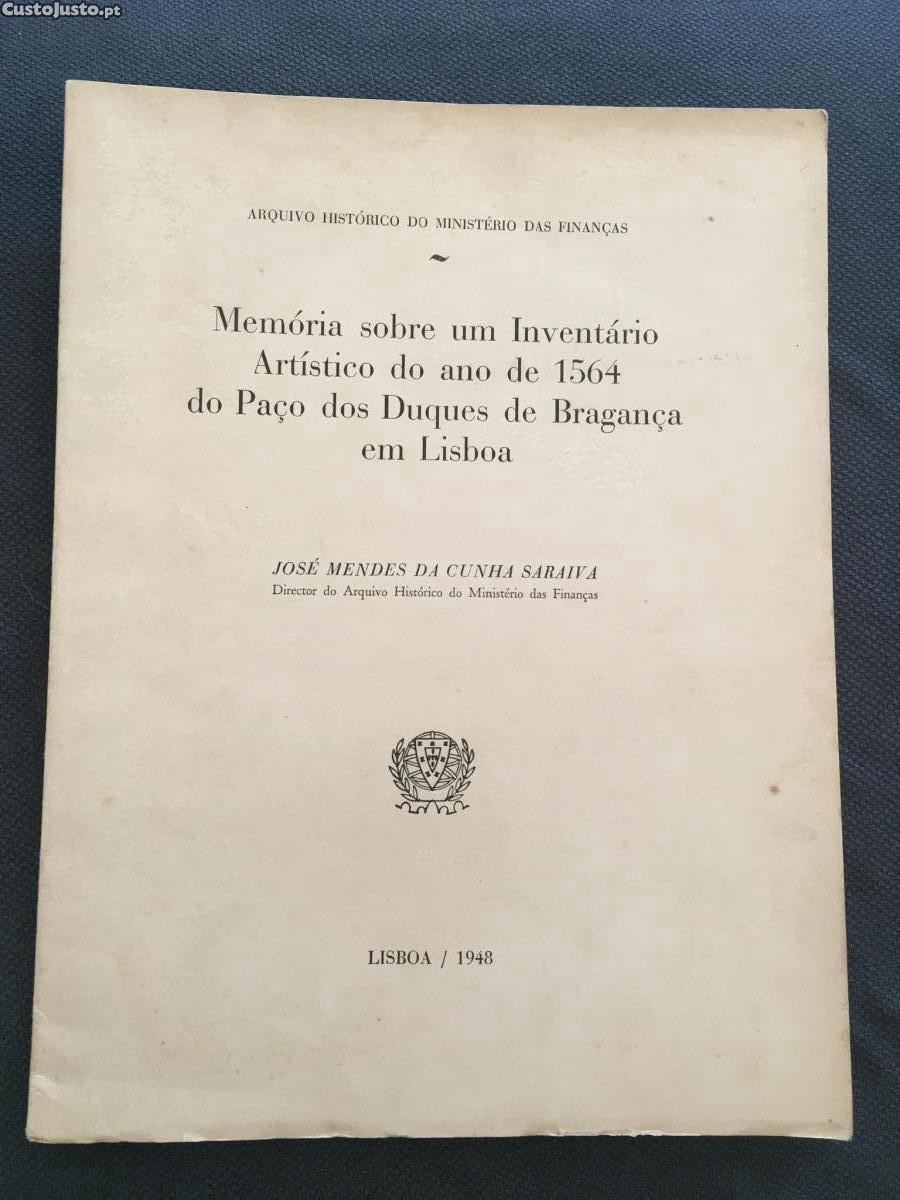 CustoJusto.pt
ARQUIVO HISTÓRICO DO MINISTÉRIO DAS FINANÇAS
~
Memória sobre um Inventário
Artístico do ano de 1564
do Paço dos Duques de Bragança
em Lisboa
JOSÉ MENDES DA CUNHA SARAIVA
Director do Arquivo Histórico do Ministério das Finanças
LISBOA / 1948